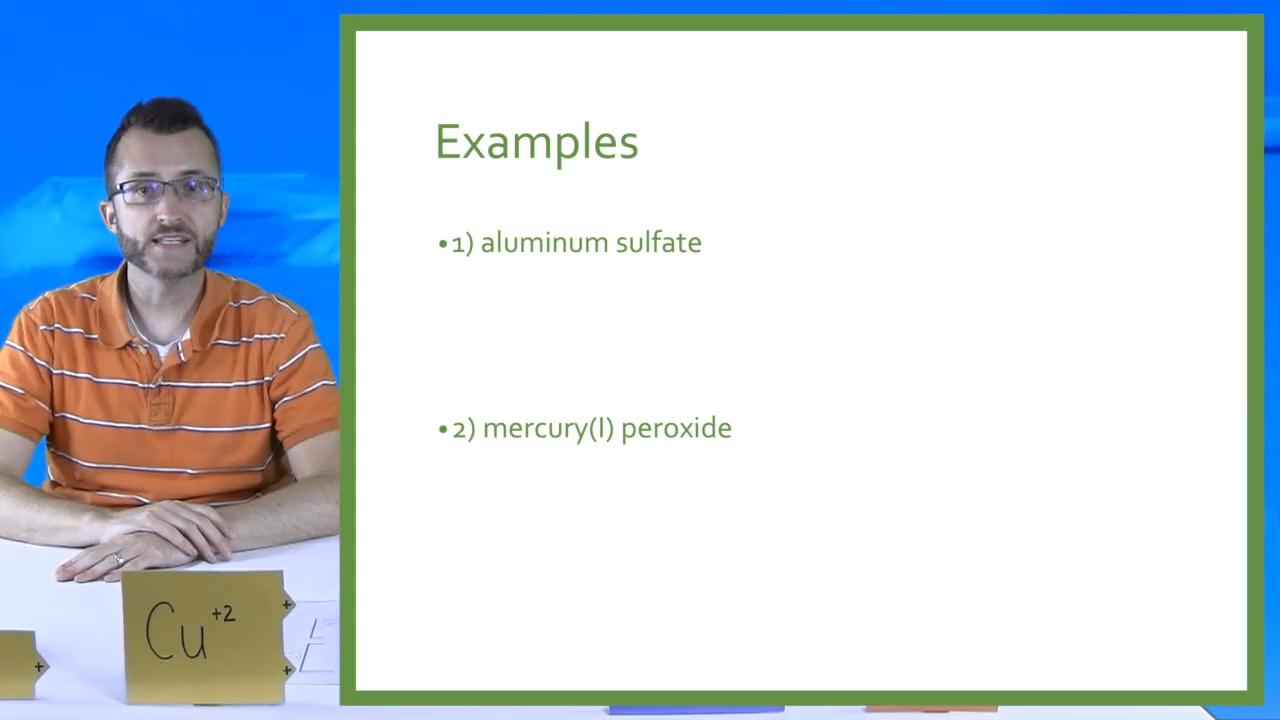 Examples
•1) aluminum sulfate
•2) mercury(I) peroxide
Cu+2
+
+
+